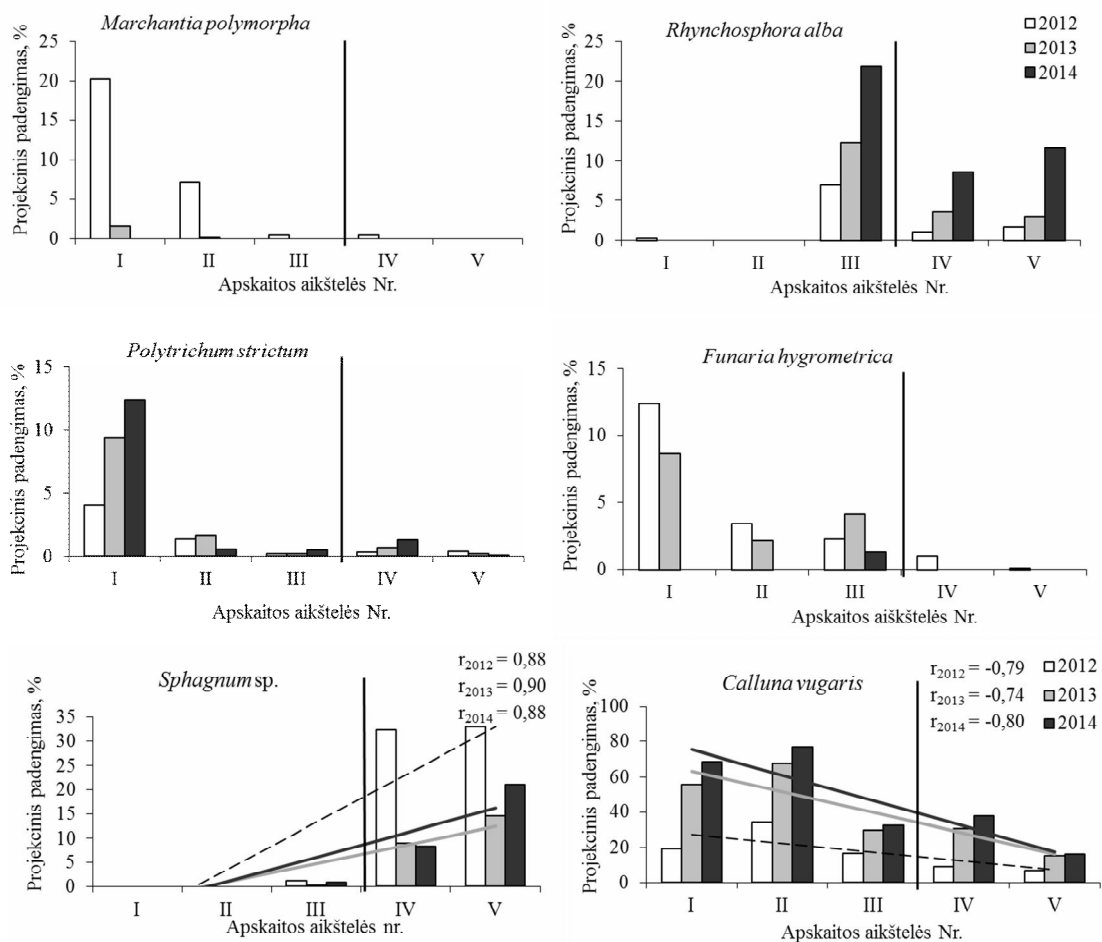 Marchantia polymorpha
Projekcinis padengimas, %
25
20
15
10
5
0
I II III IV V
Apskaitos aikštelės Nr.
Rhynchosphora alba
2012
2013
2014
Projekcinis padengimas, %
25
20
15
10
5
0
I II III IV V
Apskaitos aikštelės Nr.
Polytrichum strictum
Projekcinis padengimas, %
15
10
5
0
I II III IV V
Apskaitos aikštelės Nr.
Funaria hygrometrica
Projekcinis padengimas, %
15
10
5
0
I II III IV V
Apskaitos aiškštelės Nr.
Sphagnum sp.
r2012 = 0,88
r2013 = 0,90
r2014 = 0,88
Projekcinis padengimas, %
35
30
25
20
15
10
5
0
I II III IV V
Apskaitos aikštelės nr.
Calluna vugaris
r2012 = -0,79
r2013 = -0,74
r2014 = -0,80
2012
2013
2014
Projekcinis padengimas, %
100
80
60
40
20
0
I II III IV V
Apskaitos aikštelės Nr.